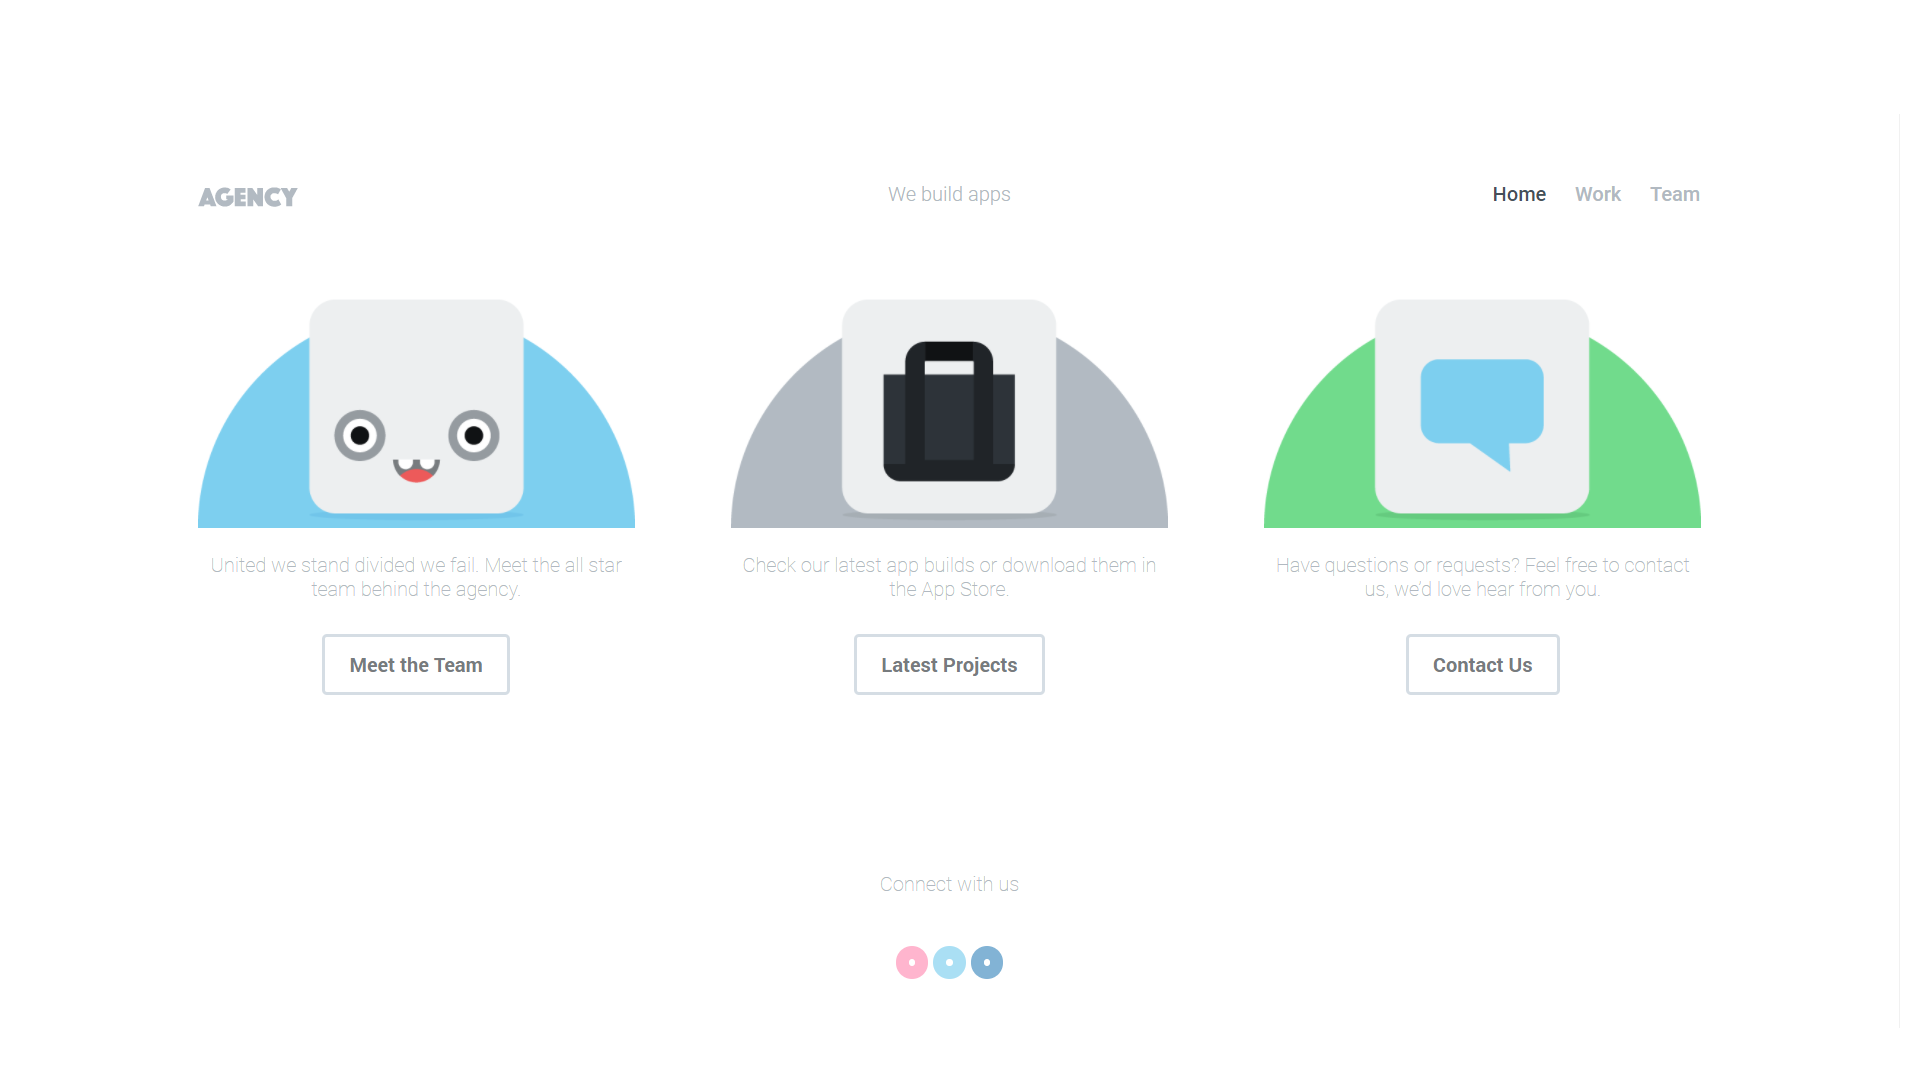 AGENCY
We build apps
Home Work Team
United we stand divided we fail. Meet the all star
team behind the agency.
Meet the Team
Check our latest app builds or download them in
the App Store.
Latest Projects
Have questions or requests? Feel free to contact
us, we’d love hear from you.
Contact Us
Connect with us